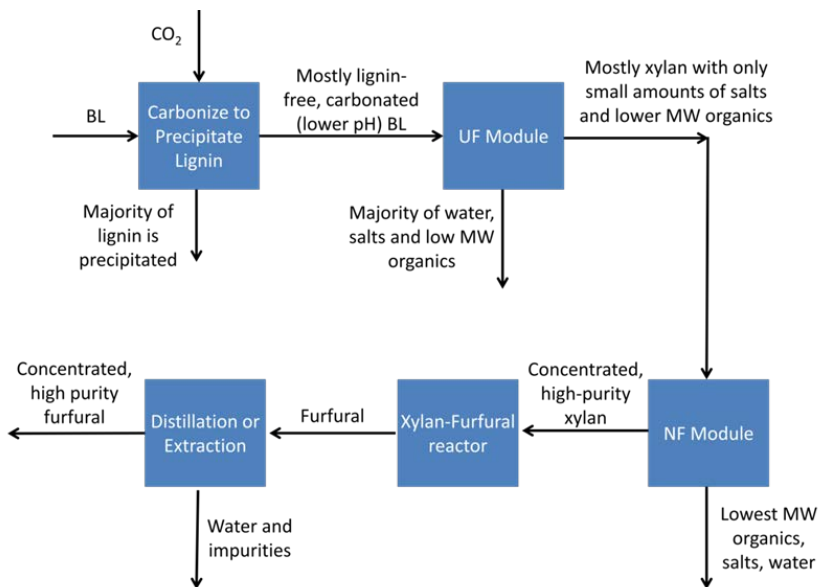 CO₂
BL
Carbonize to
Precipitate
Lignin
Mostly lignin-
free, carbonated
(lower pH) BL
UF Module
Mostly xylan with only
small amounts of salts
and lower MW organics
Majority of
lignin is
precipitated
Majority of water,
salts and low MW
organics
Concentrated,
high purity
furfural
Distillation or
Extraction
Furfural
Xylan-Furfural
reactor
Concentrated,
high-purity
xylan
NF Module
Water and
impurities
Lowest MW
organics,
salts, water